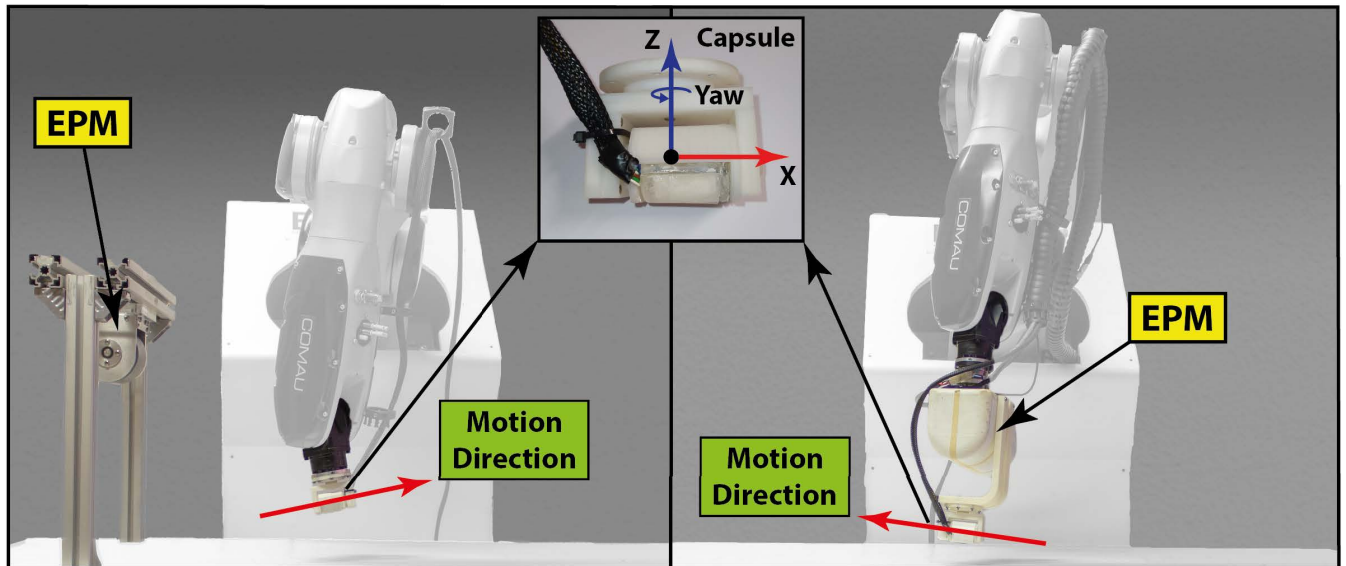 EPM
COMAU
Motion
Direction
Z
Capsule
Yaw
X
COMAU
EPM
Motion
Direction